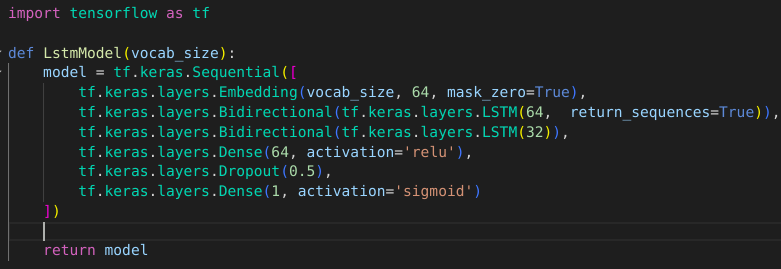 import tensorflow as tf
def LstmModel(vocab_size):
model = tf.keras.Sequential([
tf.keras.layers.Embedding(vocab_size, 64, mask_zero=True),
tf.keras.layers.Bidirectional(tf.keras.layers.LSTM(64,  return_sequences=True)),
tf.keras.layers.Bidirectional(tf.keras.layers.LSTM(32)),
tf.keras.layers.Dense(64, activation='relu'),
tf.keras.layers.Dropout(0.5),
tf.keras.layers.Dense(1, activation='sigmoid')
])
return model